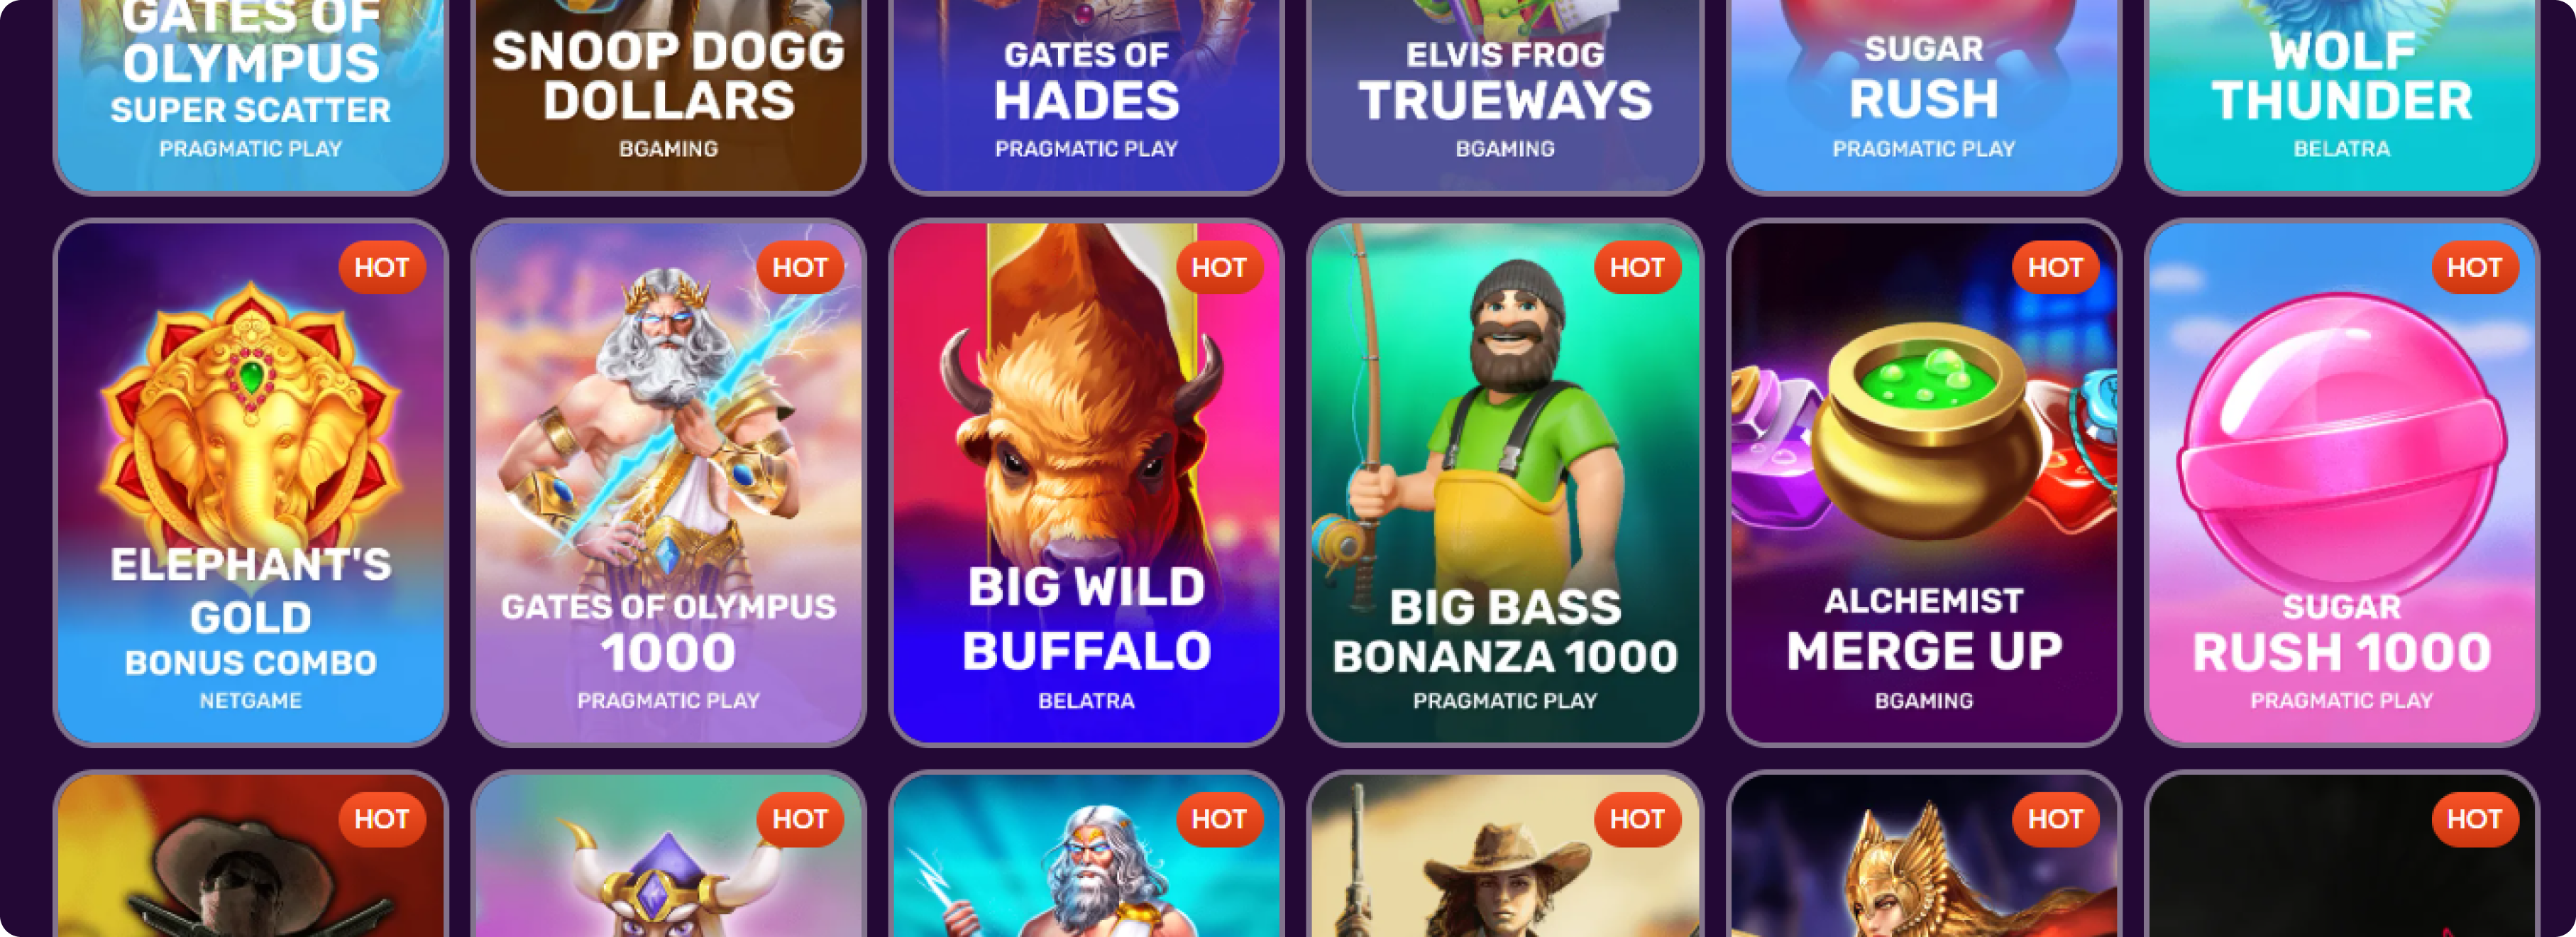 GATES OF
OLYMPUS
SUPER SCATTER
PRAGMATIC PLAY
SNOOP DOGG
DOLLARS
BGAMING
GATES OF
HADES
PRAGMATIC PLAY
ELVIS FROG
TRUEWAYS
BGAMING
SUGAR
RUSH
PRAGMATIC PLAY
WOLF
THUNDER
BELATRA
HOT
ELEPHANT'S
GOLD
BONUS COMBO
NETGAME
HOT
GATES OF OLYMPUS
1000
PRAGMATIC PLAY
HOT
BIG WILD
BUFFALO
BELATRA
HOT
BIG BASS
BONANZA 1000
PRAGMATIC PLAY
HOT
ALCHEMIST
MERGE UP
BGAMING
HOT
SUGAR
RUSH 1000
PRAGMATIC PLAY
HOT
HOT
HOT
HOT
HOT
HOT